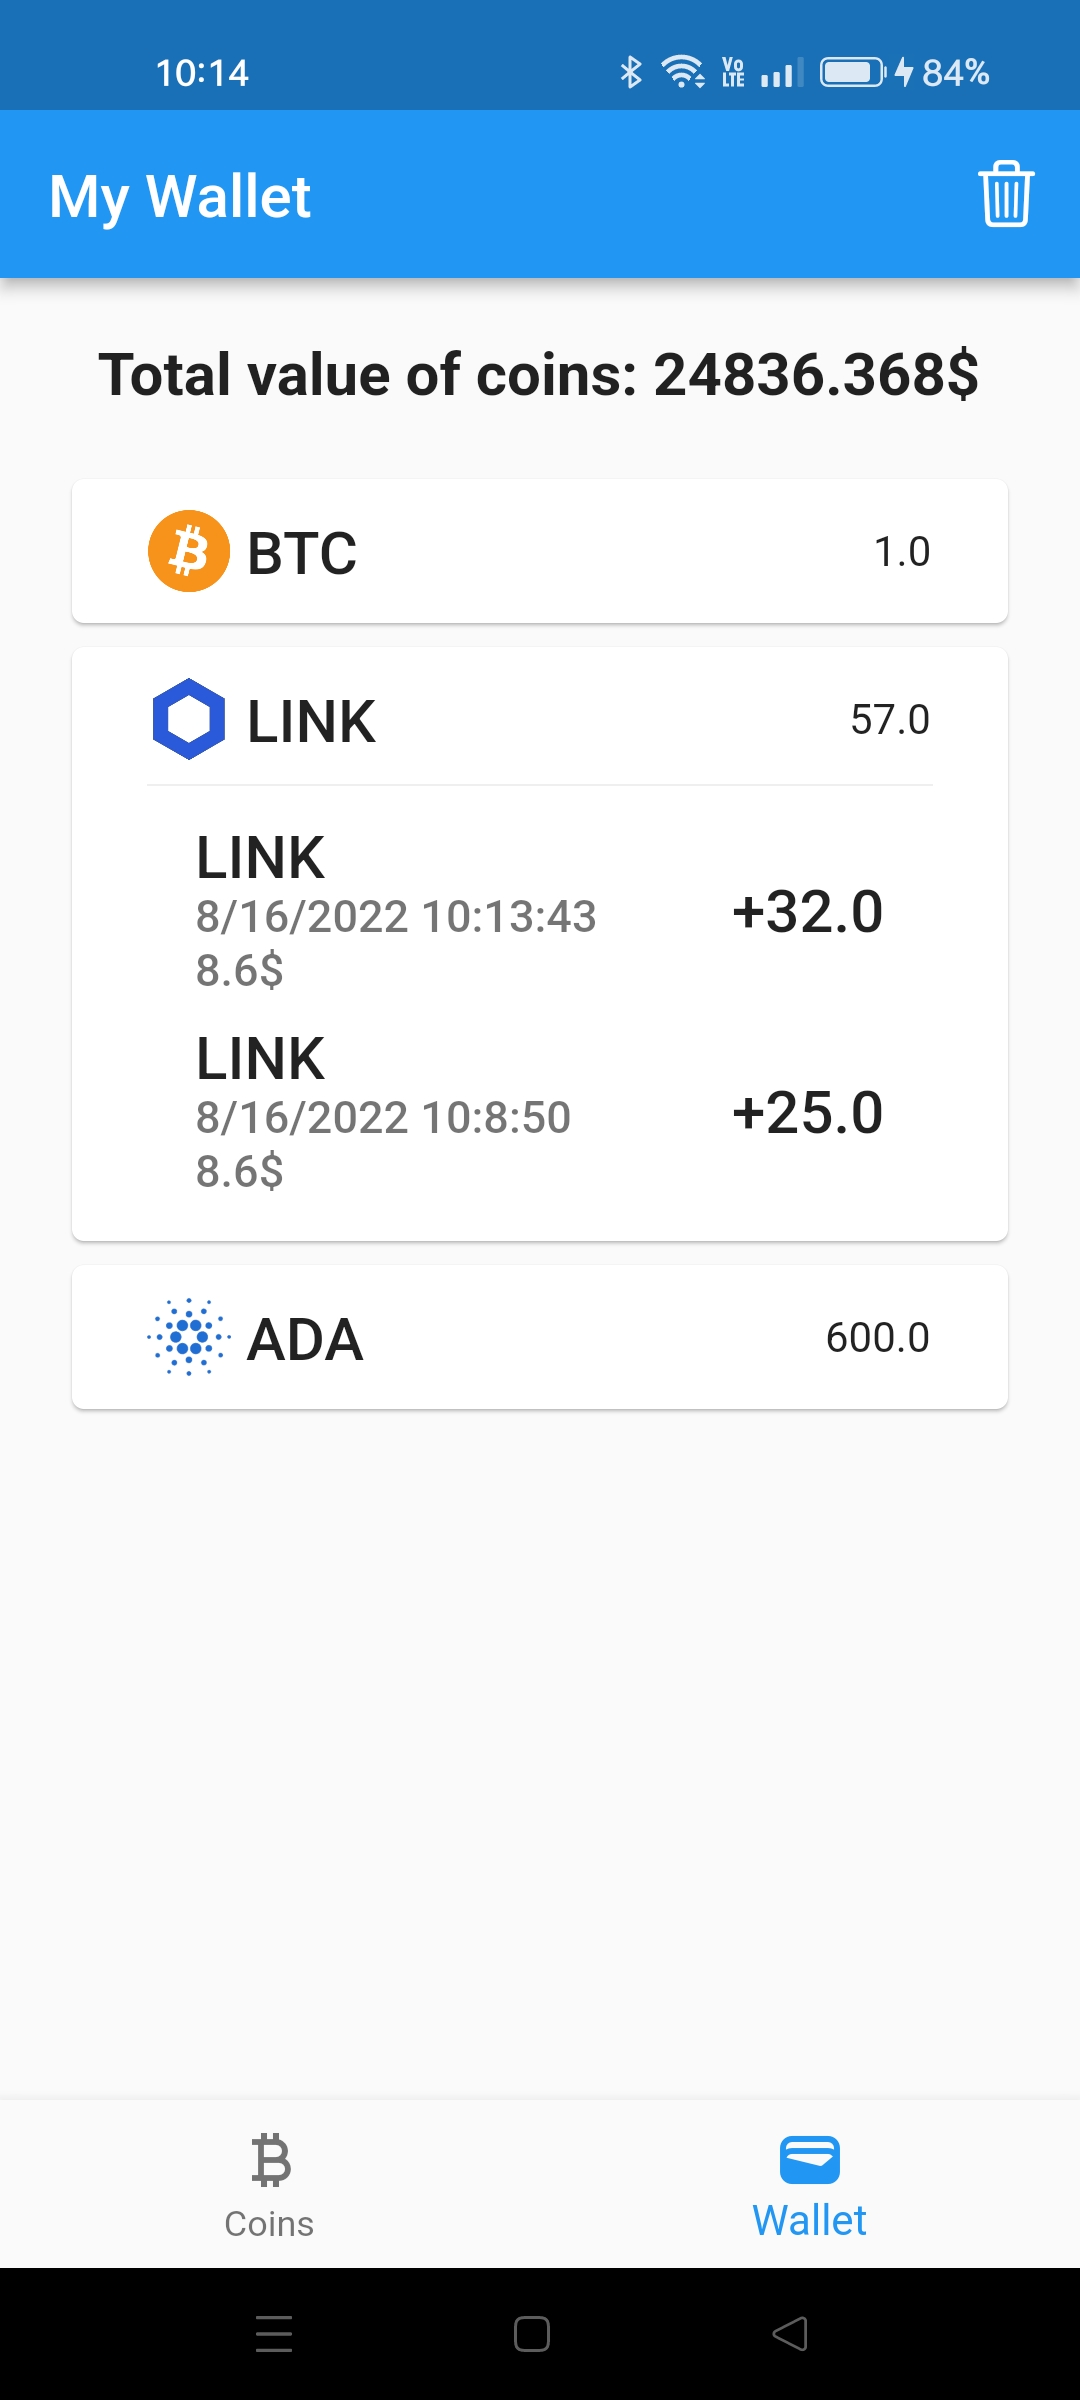 10:14
Vo LTE 84%
My Wallet
Total value of coins: 24836.368$
BTC 1.0
LINK 57.0
LINK
8/16/2022 10:13:43 +32.0
8.6$
LINK
8/16/2022 10:8:50 +25.0
8.6$
ADA 600.0
Coins Wallet